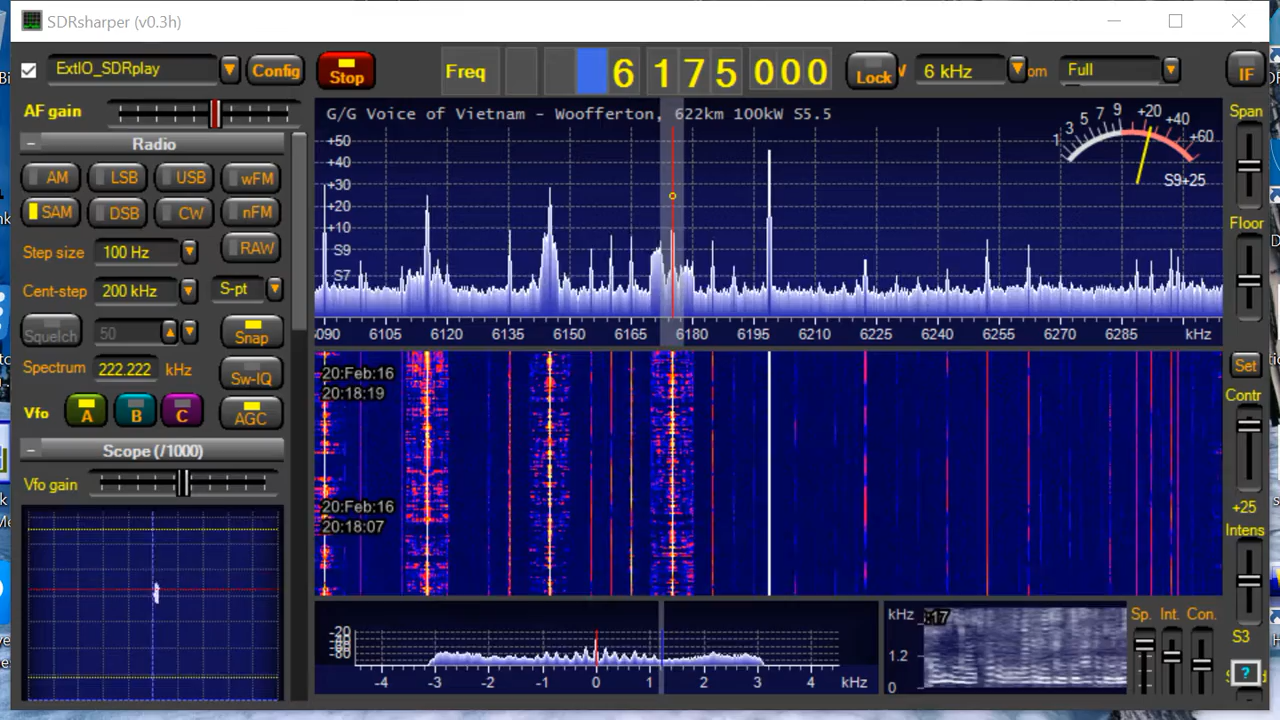 SDRsharper (v0.3h)
ExtIO_SDRplay
Config
Stop
Freq
6 175 000
Lock
6 kHz
om
Full
IF
AF gain
Radio
AM
LSB
USB
wFM
SAM
DSB
CW
nFM
Step size
100 Hz
RAW
Cent-step
200 kHz
S-pt
Squelch
50
Snap
Spectrum
222.222
kHz
Sw-IQ
Vfo
A
B
C
AGC
Scope (/1000)
Vfo gain
G/G Voice of Vietnam - Woofferton, 622km 100kW S5.5
+50
+40
+30
+20
+10
S9
S7
1 3 5 7 9 +20 +40 +60
S9+25
6090 6105 6120 6135 6150 6165 6180 6195 6210 6225 6240 6255 6270 6285 kHz
20:Feb:16
20:18:19
20:Feb:16
20:18:07
Span
Floor
Set
Contr
+25
Intens
S3
?
-20
-4 -3 -2 -1 0 1 2 3 4 kHz
kHz
:17
1.2
0
Sp. Int. Con.